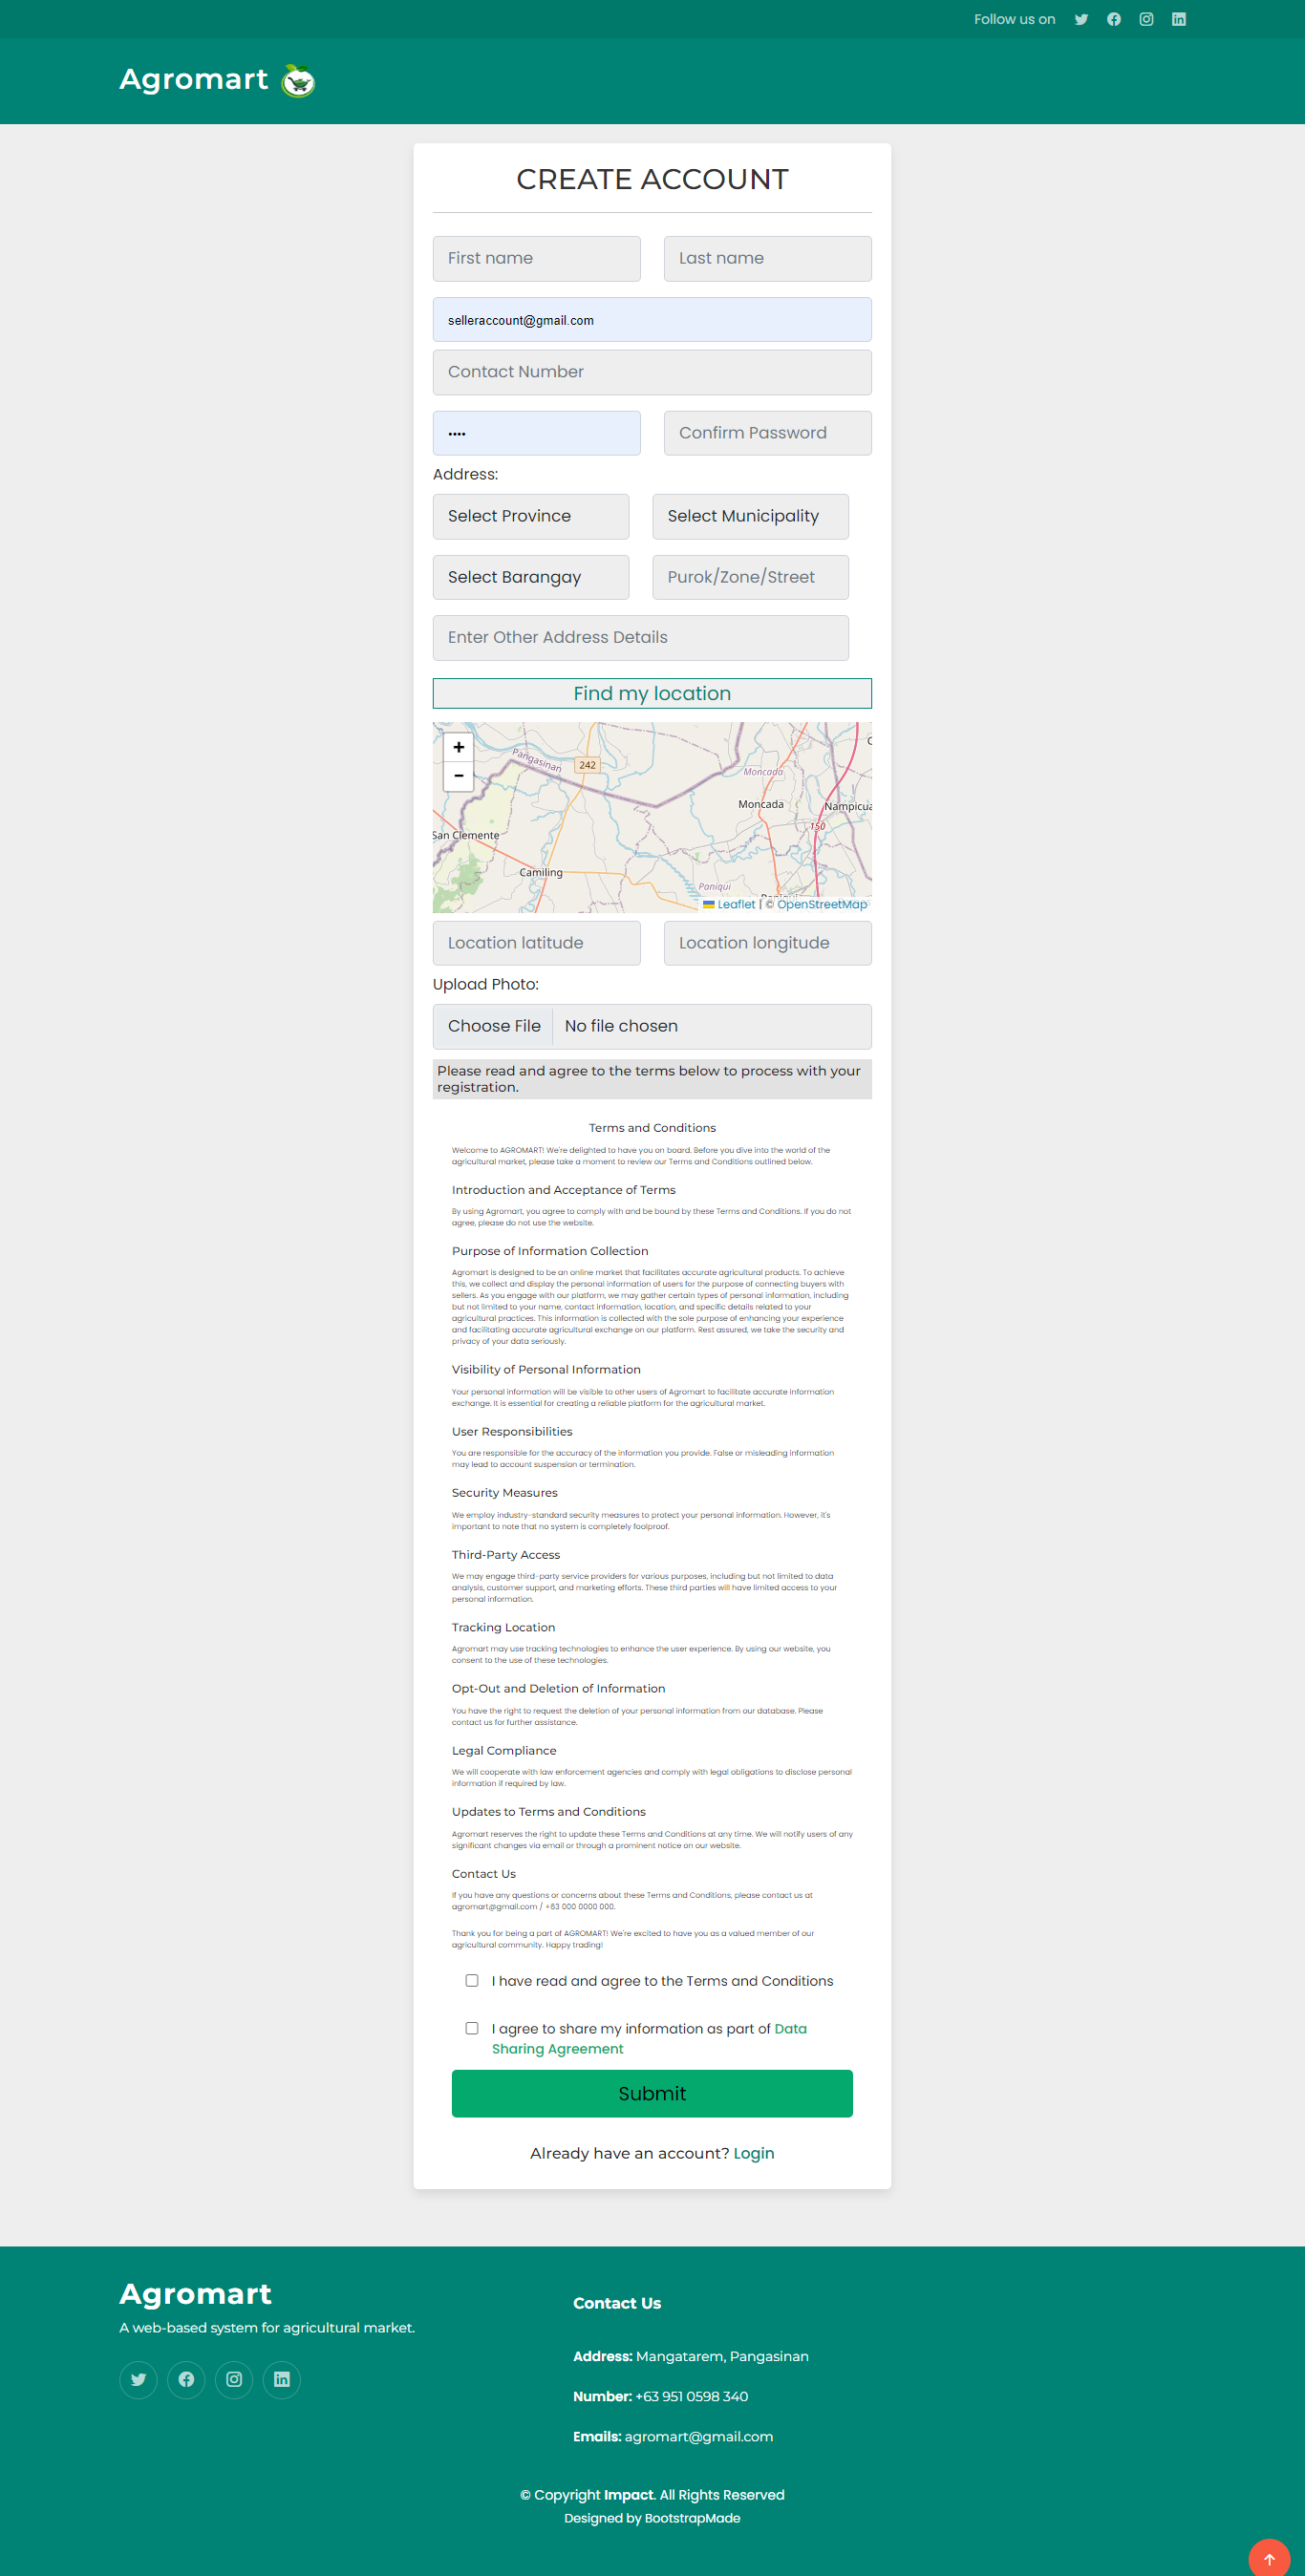 Follow us on
Agromart
CREATE ACCOUNT
First name
Last name
selleraccount@gmail.com
Contact Number
••••
Confirm Password
Address:
Select Province
Select Municipality
Select Barangay
Purok/Zone/Street
Enter Other Address Details
Find my location
+
−
Pangasinan
242
Moncada
Moncada
Nampicua
150
San Clemente
Camiling
Paniqui
Leaflet | © OpenStreetMap
Location latitude
Location longitude
Upload Photo:
Choose File
No file chosen
Please read and agree to the terms below to process with your
registration.
Terms and Conditions
Welcome to AGROMART! We're delighted to have you on board. Before you dive into the world of the
agricultural market, please take a moment to review our Terms and Conditions outlined below.
Introduction and Acceptance of Terms
By using Agromart, you agree to comply with and be bound by these Terms and Conditions. If you do not
agree, please do not use the website.
Purpose of Information Collection
Agromart is designed to be an online market that facilitates accurate agricultural products. To achieve
this, we collect and display the personal information of users for the purpose of connecting buyers with
sellers. As you engage with our platform, we may gather certain types of personal information, including
but not limited to your name, contact information, location, and specific details related to your
agricultural practices. This information is collected with the sole purpose of enhancing your experience
and facilitating accurate agricultural exchange on our platform. Rest assured, we take the security and
privacy of your data seriously.
Visibility of Personal Information
Your personal information will be visible to other users of Agromart to facilitate accurate information
exchange. It is essential for creating a reliable platform for the agricultural market.
User Responsibilities
You are responsible for the accuracy of the information you provide. False or misleading information
may lead to account suspension or termination.
Security Measures
We employ industry-standard security measures to protect your personal information. However, it's
important to note that no system is completely foolproof.
Third-Party Access
We may engage third-party service providers for various purposes, including but not limited to data
analysis, customer support, and marketing efforts. These third parties will have limited access to your
personal information.
Tracking Location
Agromart may use tracking technologies to enhance the user experience. By using our website, you
consent to the use of these technologies.
Opt-Out and Deletion of Information
You have the right to request the deletion of your personal information from our database. Please
contact us for further assistance.
Legal Compliance
We will cooperate with law enforcement agencies and comply with legal obligations to disclose personal
information if required by law.
Updates to Terms and Conditions
Agromart reserves the right to update these Terms and Conditions at any time. We will notify users of any
significant changes via email or through a prominent notice on our website.
Contact Us
If you have any questions or concerns about these Terms and Conditions, please contact us at
agromart@gmail.com / +63 000 0000 000.
Thank you for being a part of AGROMART! We're excited to have you as a valued member of our
agricultural community. Happy trading!
I have read and agree to the Terms and Conditions
I agree to share my information as part of Data
Sharing Agreement
Submit
Already have an account? Login
Agromart
A web-based system for agricultural market.
Contact Us
Address: Mangatarem, Pangasinan
Number: +63 951 0598 340
Emails: agromart@gmail.com
© Copyright Impact. All Rights Reserved
Designed by BootstrapMade